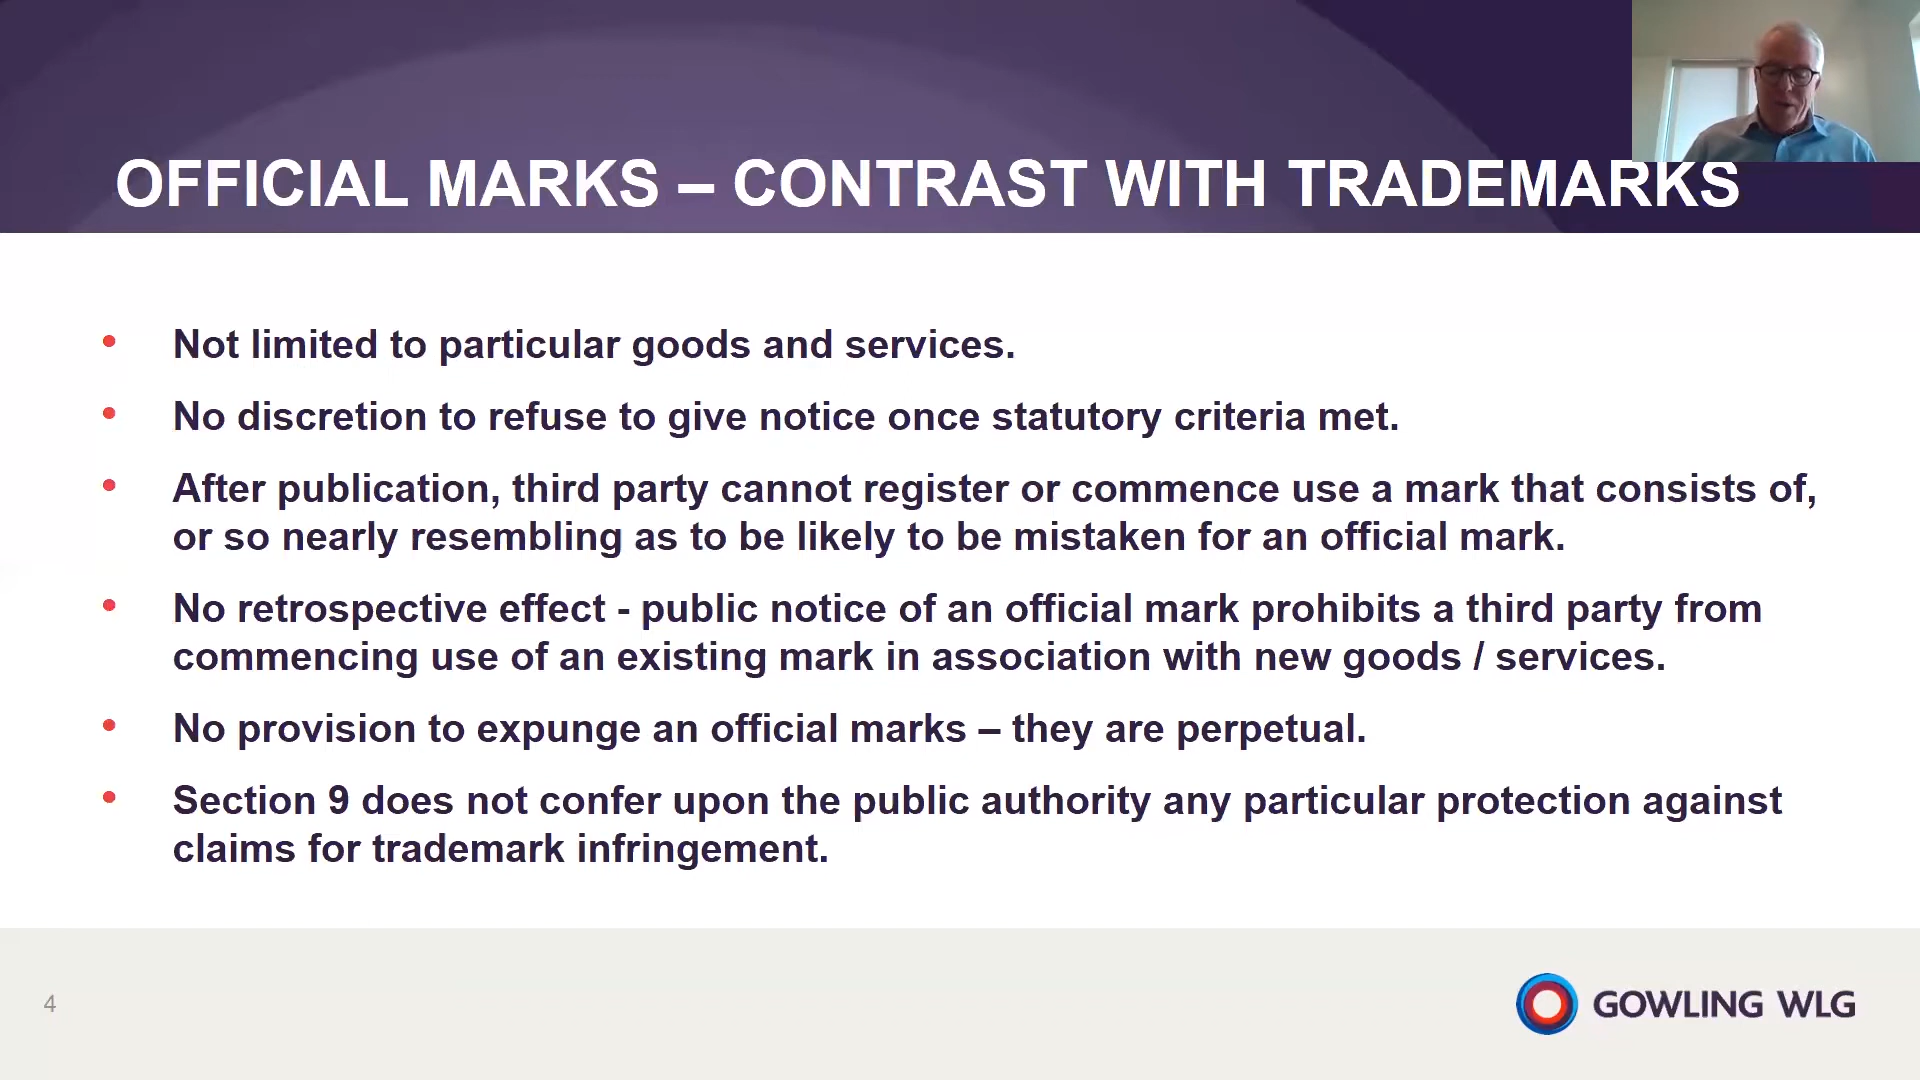 OFFICIAL MARKS – CONTRAST WITH TRADEMARKS
• Not limited to particular goods and services.
• No discretion to refuse to give notice once statutory criteria met.
• After publication, third party cannot register or commence use a mark that consists of,
or so nearly resembling as to be likely to be mistaken for an official mark.
• No retrospective effect - public notice of an official mark prohibits a third party from
commencing use of an existing mark in association with new goods / services.
• No provision to expunge an official marks – they are perpetual.
• Section 9 does not confer upon the public authority any particular protection against
claims for trademark infringement.
4
GOWLING WLG